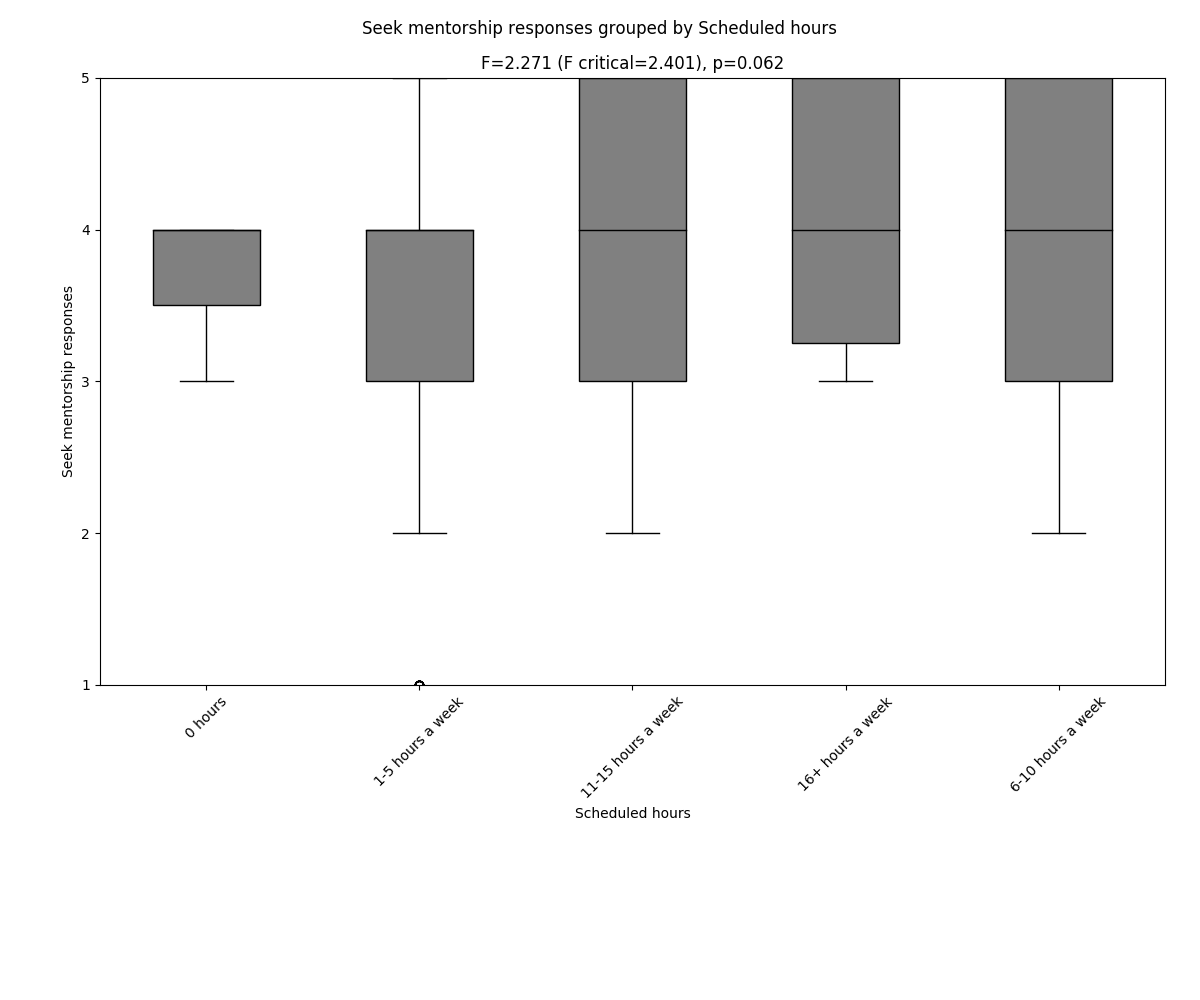 Seek mentorship responses grouped by Scheduled hours
F=2.271 (F critical=2.401), p=0.062
5
4
3
2
1
Seek mentorship responses
0 hours
1-5 hours a week
11-15 hours a week
16+ hours a week
6-10 hours a week
Scheduled hours